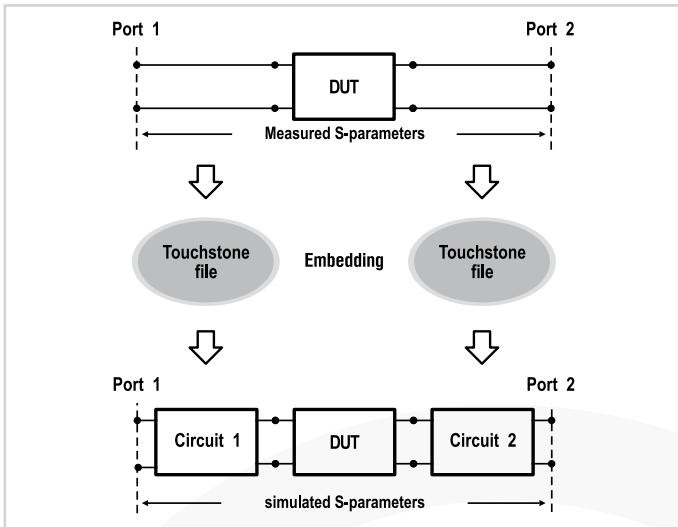 Port 1
Port 2
DUT
Measured S-parameters
Touchstone
file
Embedding
Touchstone
file
Port 1
Port 2
Circuit 1
DUT
Circuit 2
simulated S-parameters